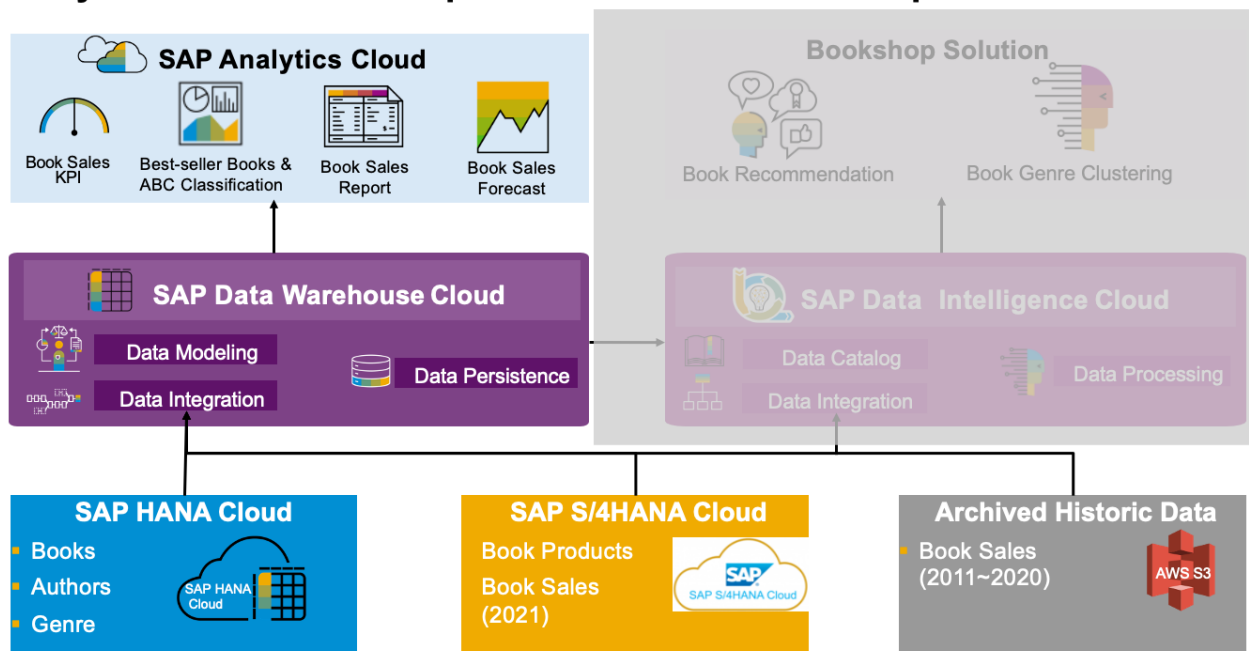 SAP Analytics Cloud
Book Sales
KPI
Best-seller Books &
ABC Classification
Book Sales
Report
Book Sales
Forecast
Bookshop Solution
Book Recommendation
Book Genre Clustering
SAP Data Warehouse Cloud
Data Modeling
Data Integration
Data Persistence
SAP Data Intelligence Cloud
Data Catalog
Data Integration
Data Processing
SAP HANA Cloud
Books
Authors
Genre
SAP HANA
Cloud
SAP S/4HANA Cloud
Book Products
Book Sales
(2021)
SAP
SAP S/4HANA Cloud
Archived Historic Data
Book Sales
(2011~2020)
AWS S3